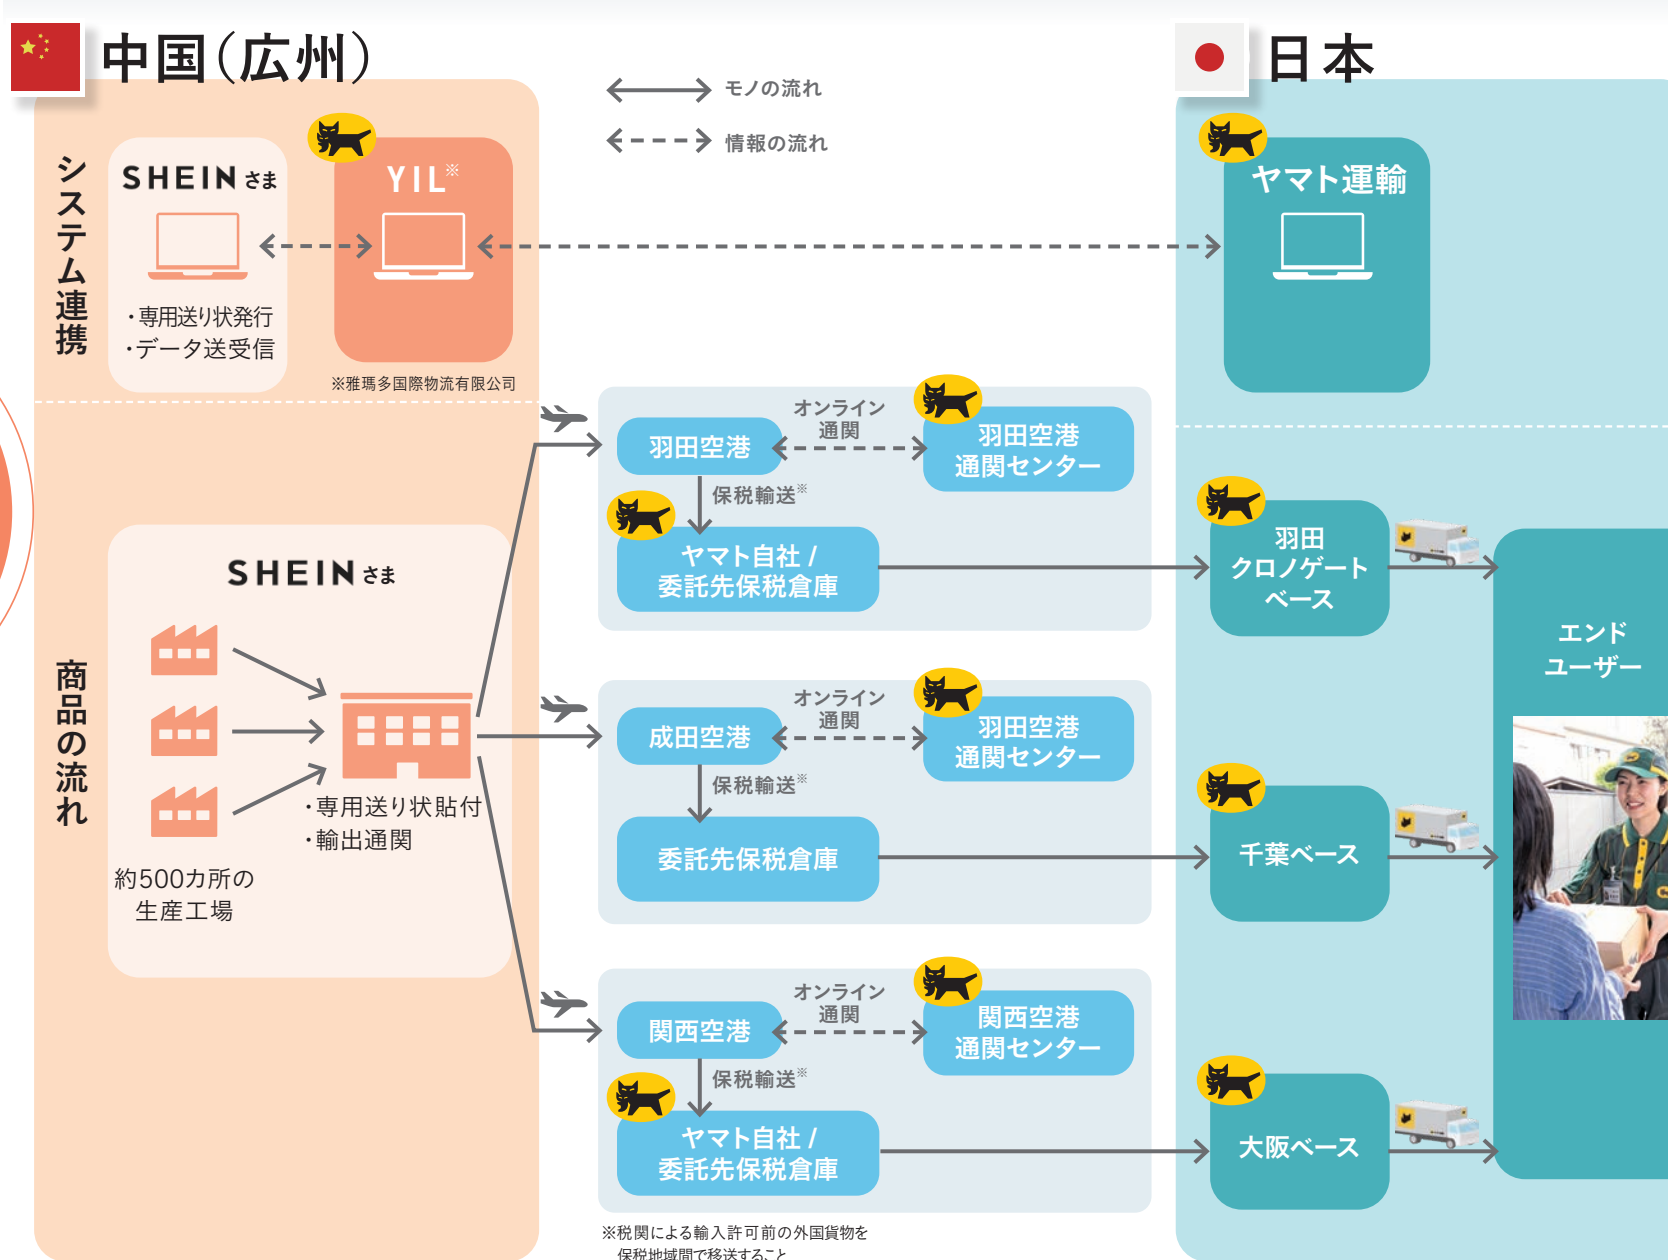 中国（広州）
日本
モノの流れ
情報の流れ
システム連携
SHEINさま
・専用送り状発行
・データ送受信
YIL※
※雅瑪多国際物流有限公司
ヤマト運輸
商品の流れ
SHEINさま
約500カ所の
生産工場
・専用送り状貼付
・輸出通関
羽田空港
オンライン
通関
羽田空港
通関センター
保税輸送※
ヤマト自社 /
委託先保税倉庫
羽田
クロノゲート
ベース
成田空港
オンライン
通関
羽田空港
通関センター
保税輸送※
委託先保税倉庫
千葉ベース
関西空港
オンライン
通関
関西空港
通関センター
保税輸送※
ヤマト自社 /
委託先保税倉庫
大阪ベース
エンド
ユーザー
※税関による輸入許可前の外国貨物を
保税地域間で移送すること